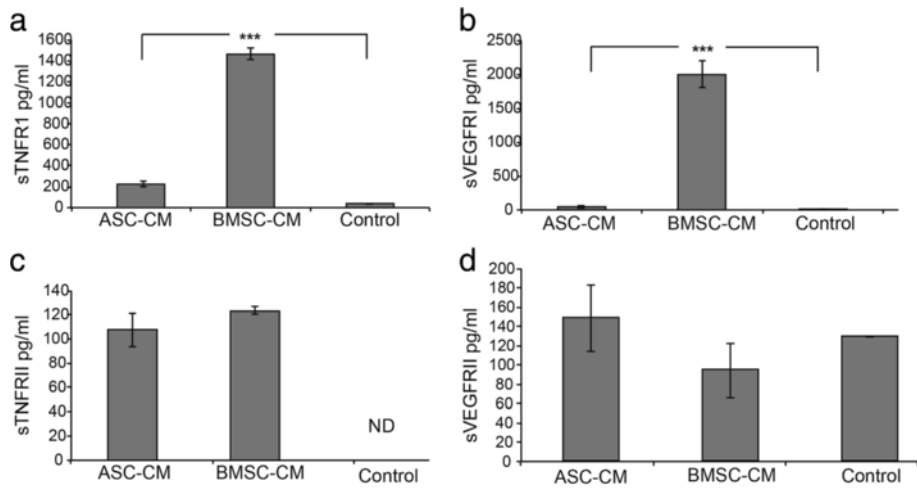 a
sTNFR1 pg/ml
1600
1400
1200
1000
800
600
400
200
0
***
ASC-CM BMSC-CM Control
b
sVEGFRI pg/ml
2500
2000
1500
1000
500
0
***
ASC-CM BMSC-CM Control
c
sTNFRII pg/ml
140
120
100
80
60
40
20
0
ND
ASC-CM BMSC-CM Control
d
sVEGFRII pg/ml
200
180
160
140
120
100
80
60
40
20
0
ASC-CM BMSC-CM Control